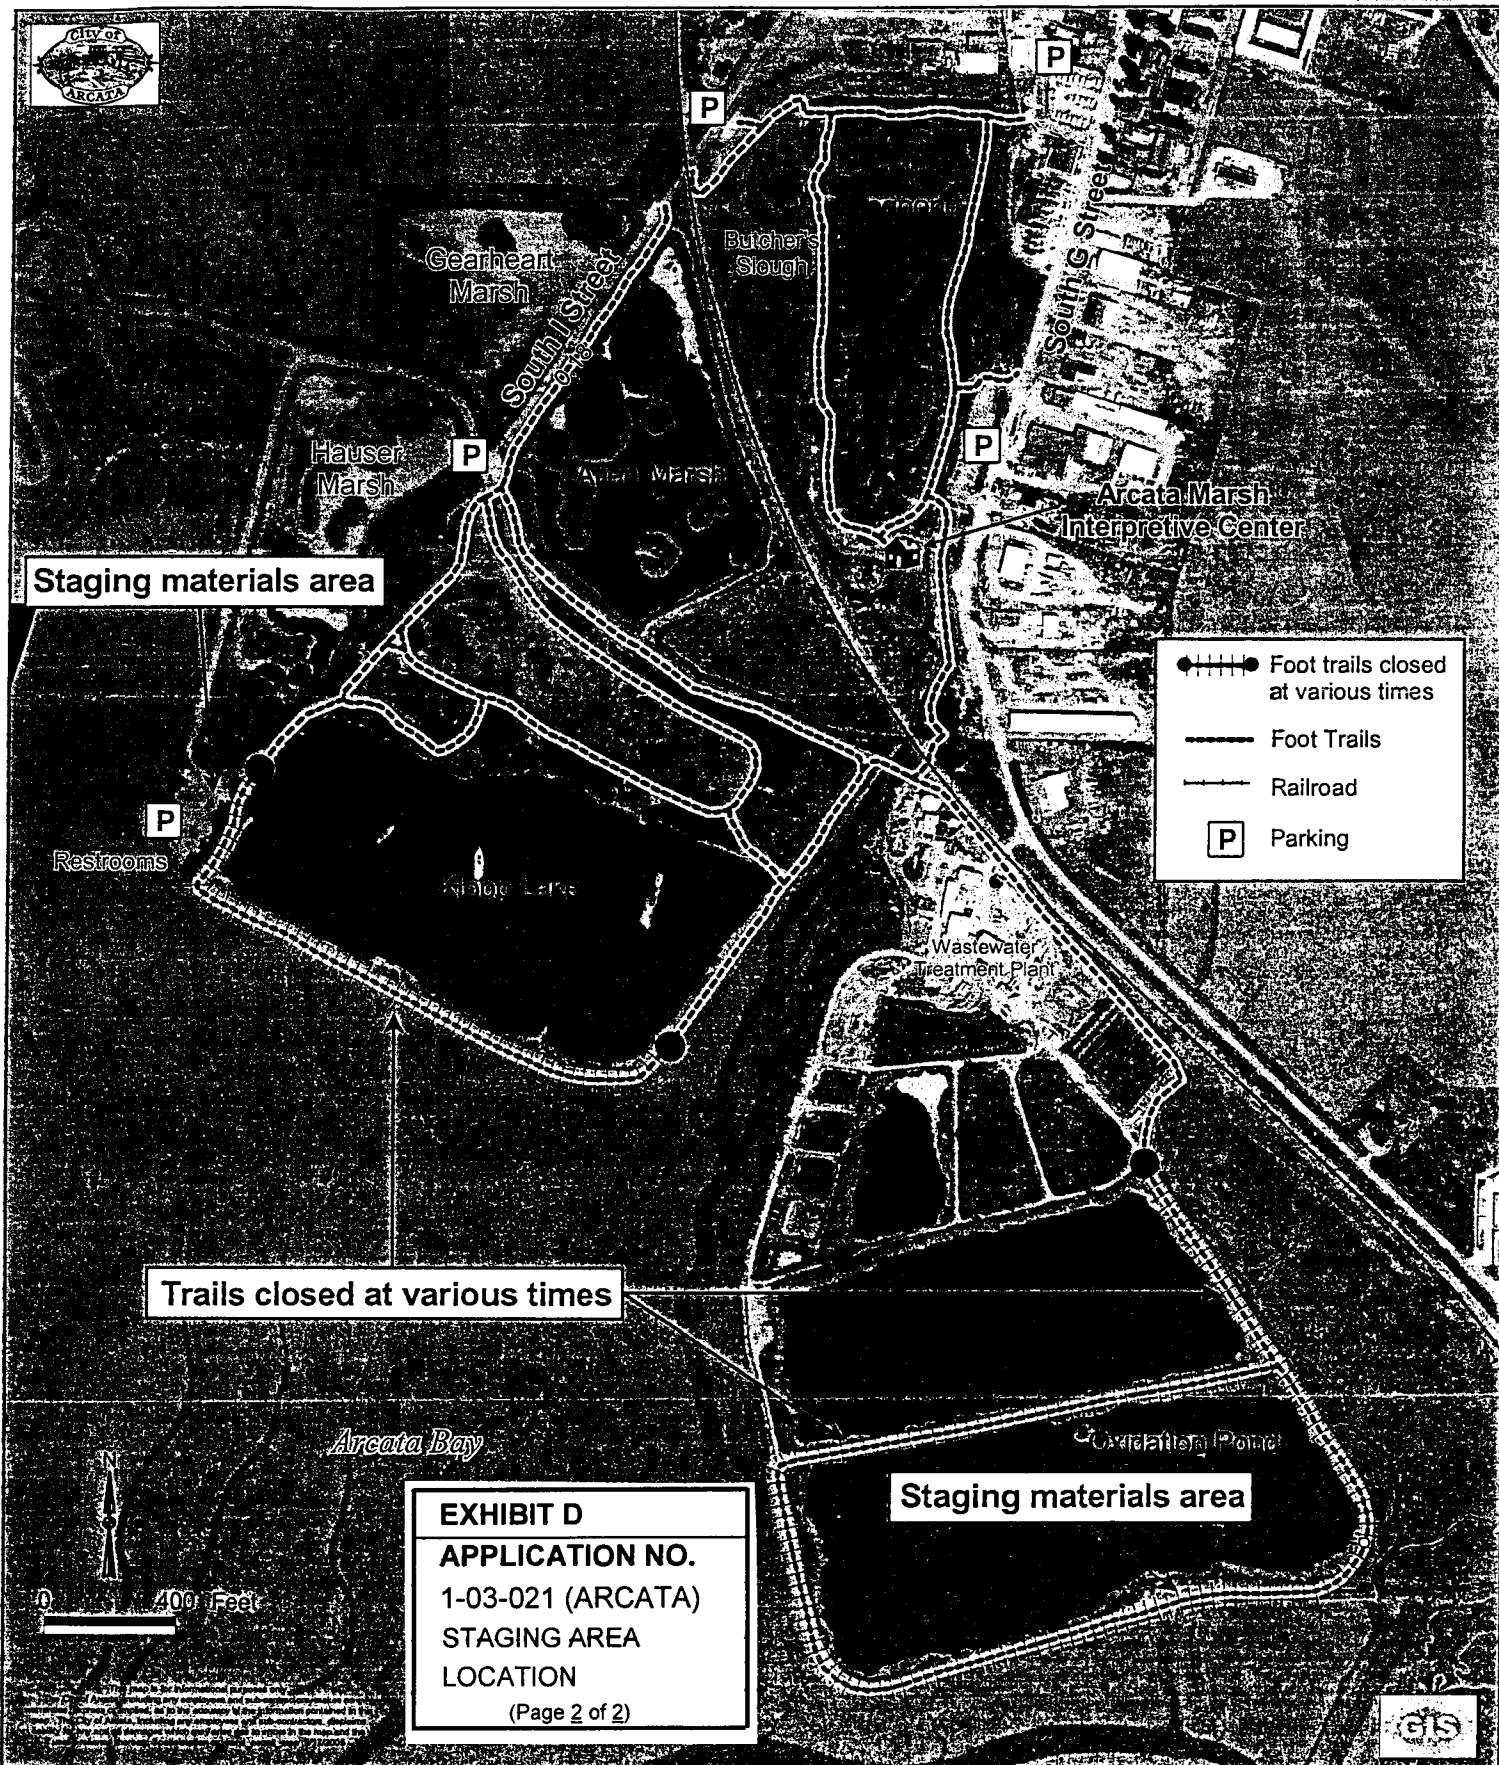 City of
ARCATA
P
P
Gearheart
Marsh
Butcher's
Slough
South I Street
South G Street
Hauser
Marsh
P
P
Marsh
Arcata Marsh
Interpretive Center
Staging materials area
Foot trails closed
at various times
Foot Trails
Railroad
P Parking
P
Restrooms
Wastewater
Treatment Plant
Trails closed at various times
Arcata Bay
Oxidation Pond
Staging materials area
N
0 400 Feet
EXHIBIT D
APPLICATION NO.
1-03-021 (ARCATA)
STAGING AREA
LOCATION
(Page 2 of 2)
GIS